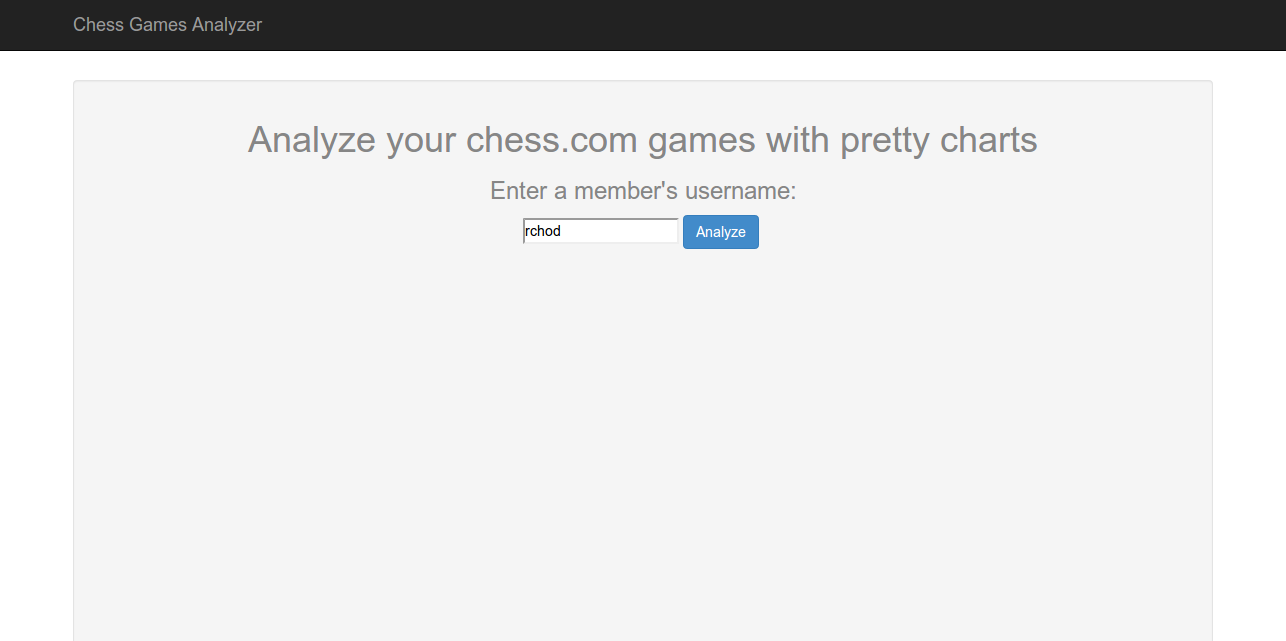 Chess Games Analyzer
Analyze your chess.com games with pretty charts
Enter a member's username:
rchod Analyze